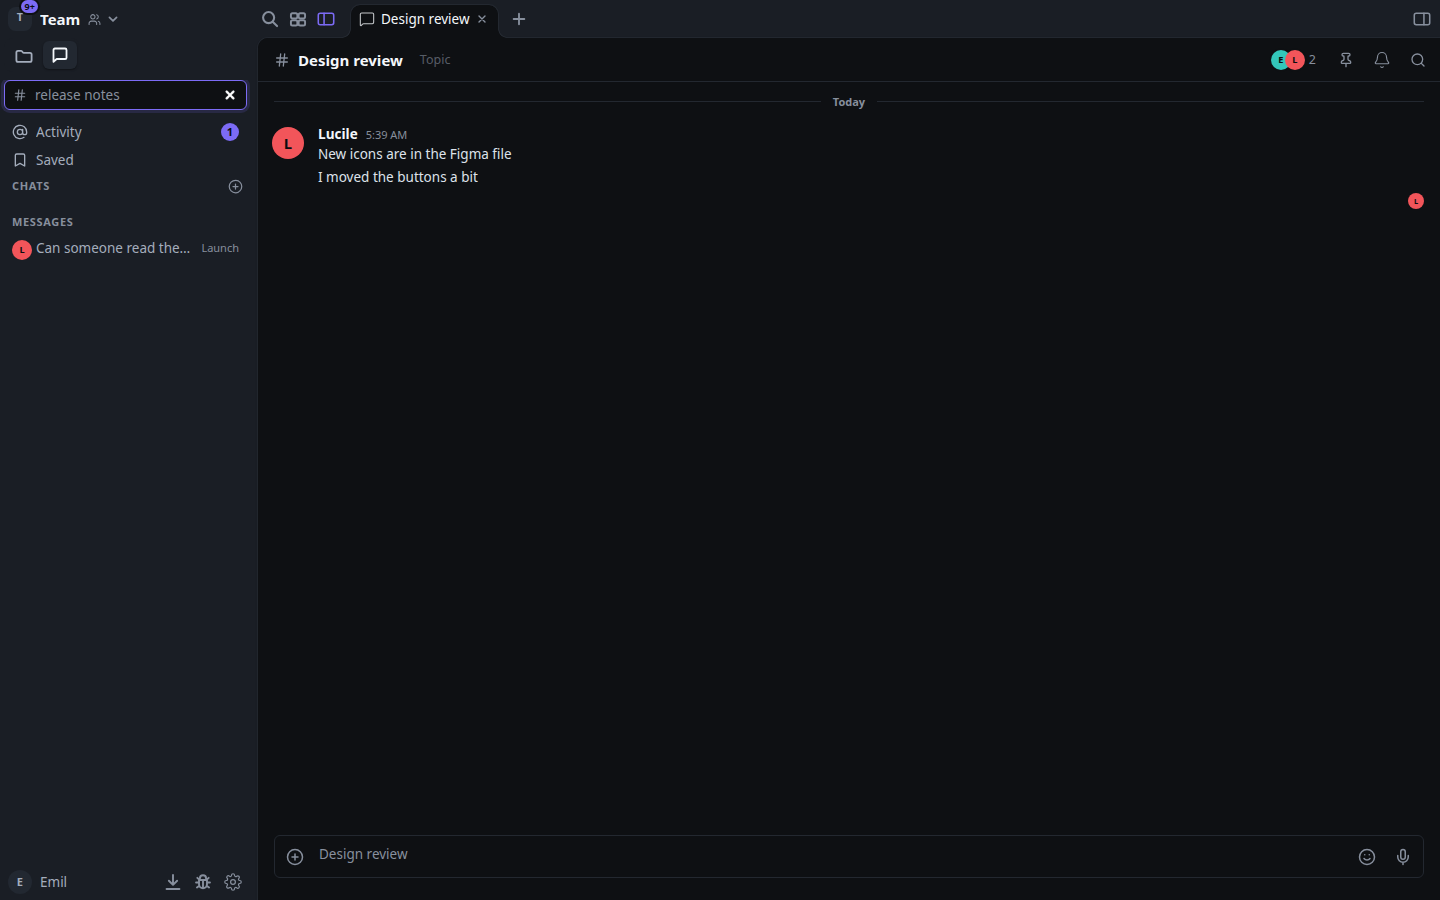 9+
T
Team
Design review
release notes
Activity
1
Saved
CHATS
MESSAGES
L
Can someone read the...
Launch
E
Emil
Design review
Topic
E
L
2
Today
L
Lucile
5:39 AM
New icons are in the Figma file
I moved the buttons a bit
L
Design review